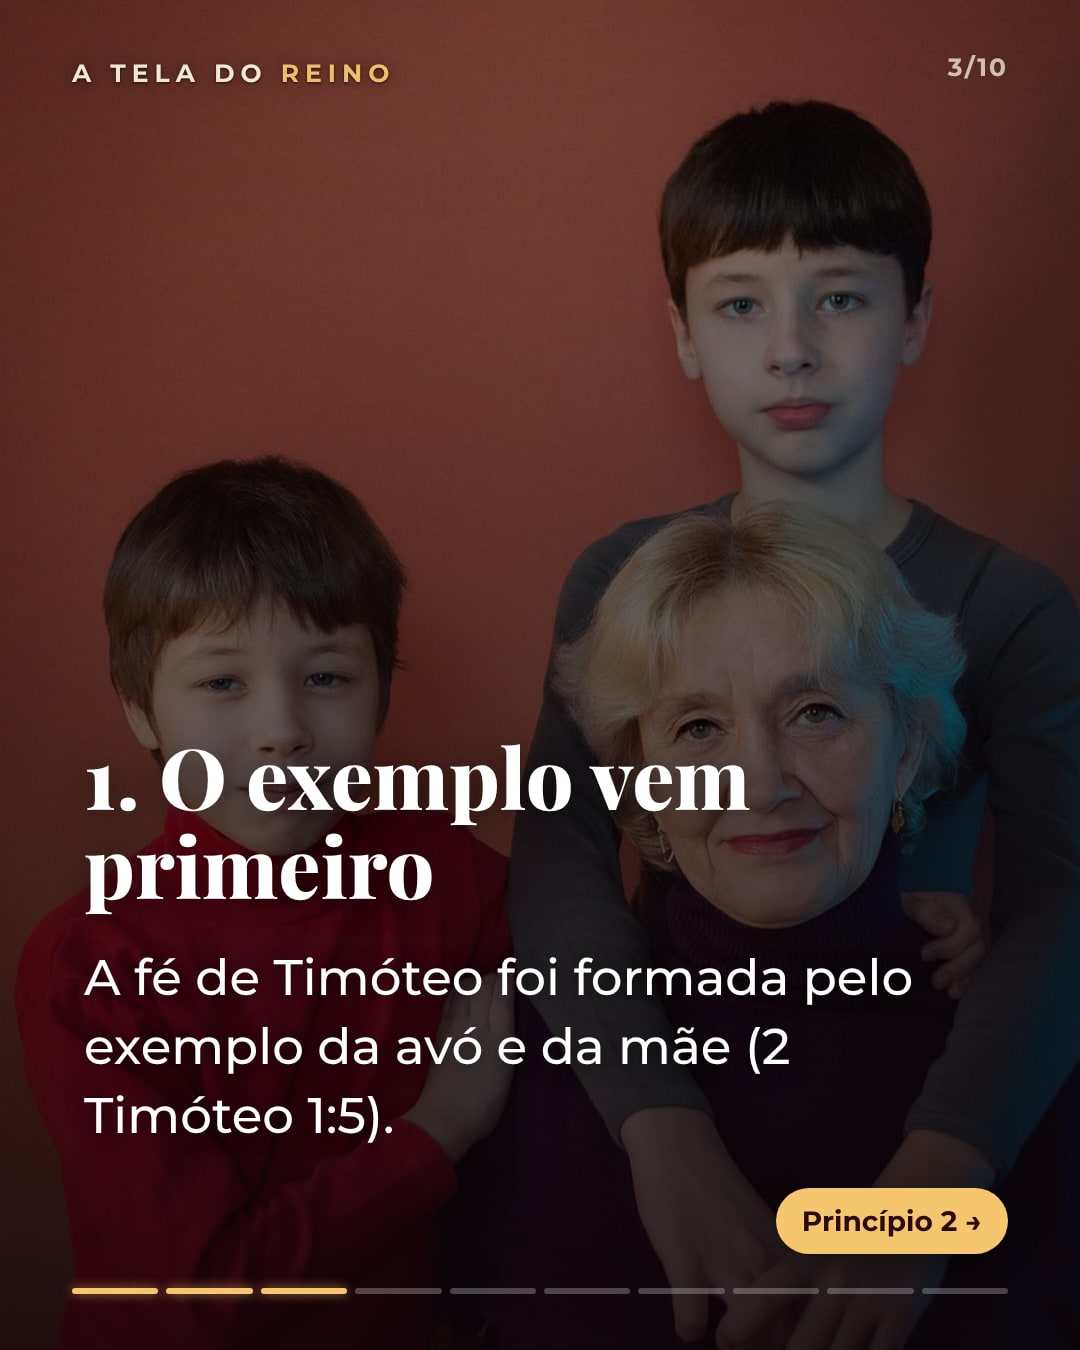 A TELA DO REINO
3/10
1. O exemplo vem
primeiro
A fé de Timóteo foi formada pelo
exemplo da avó e da mãe (2
Timóteo 1:5).
Princípio 2 →